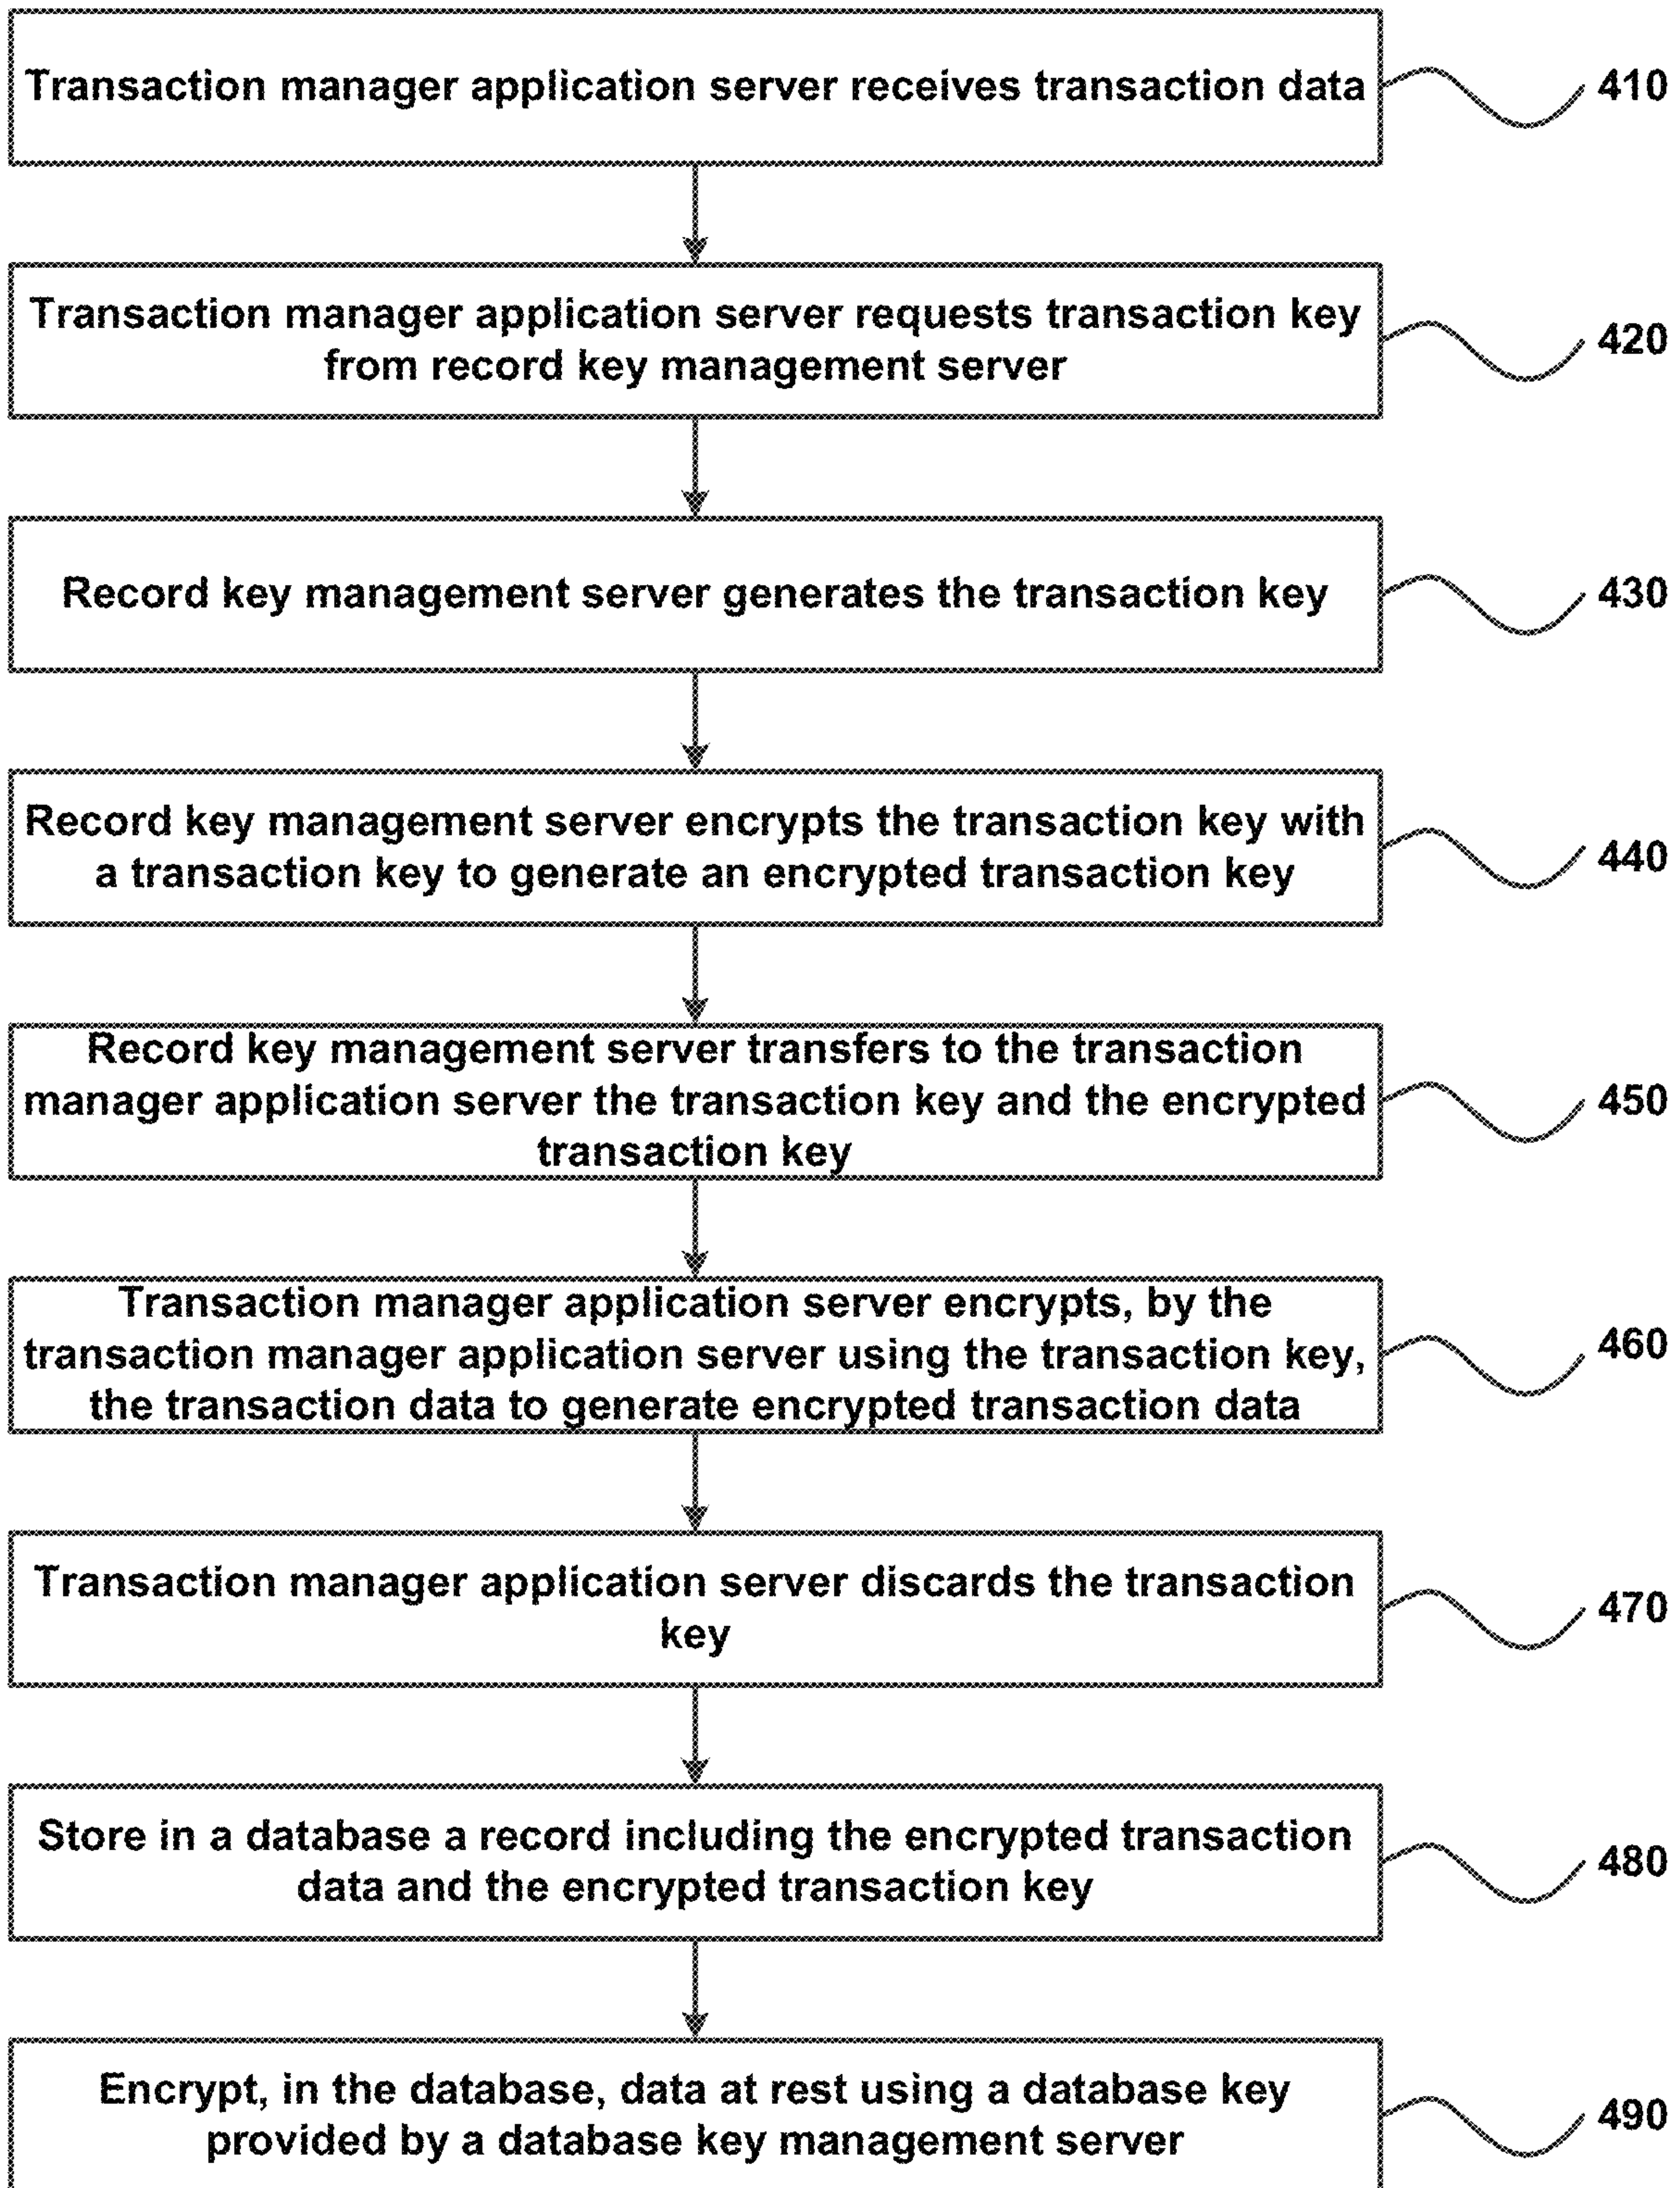 Transaction manager application server receives transaction data
410
Transaction manager application server requests transaction key
from record key management server
420
Record key management server generates the transaction key
430
Record key management server encrypts the transaction key with
a transaction key to generate an encrypted transaction key
440
Record key management server transfers to the transaction
manager application server the transaction key and the encrypted
transaction key
450
Transaction manager application server encrypts, by the
transaction manager application server using the transaction key,
the transaction data to generate encrypted transaction data
460
Transaction manager application server discards the transaction
key
470
Store in a database a record including the encrypted transaction
data and the encrypted transaction key
480
Encrypt, in the database, data at rest using a database key
provided by a database key management server
490